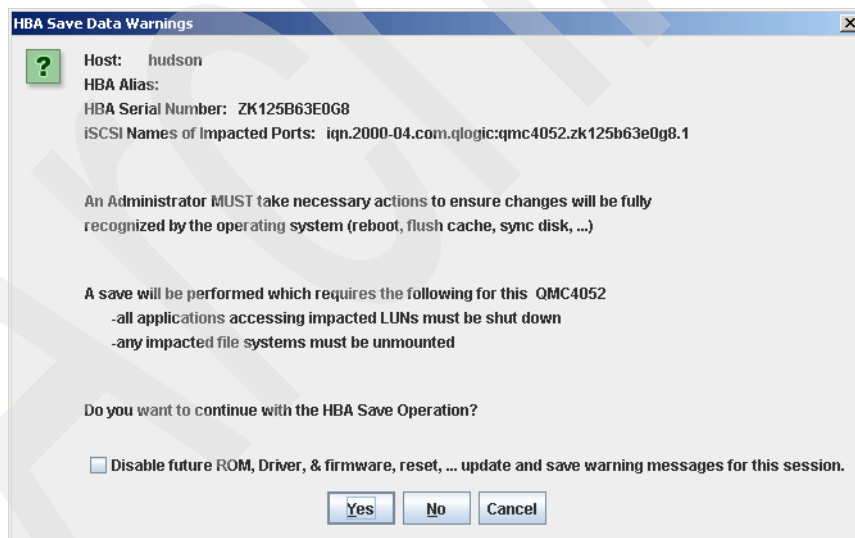 HBA Save Data Warnings
?
Host: hudson
HBA Alias:
HBA Serial Number: ZK125B63E0G8
iSCSI Names of Impacted Ports: iqn.2000-04.com.qlogic:qmc4052.zk125b63e0g8.1
An Administrator MUST take necessary actions to ensure changes will be fully
recognized by the operating system (reboot, flush cache, sync disk, ...)
A save will be performed which requires the following for this QMC4052
-all applications accessing impacted LUNs must be shut down
-any impacted file systems must be unmounted
Do you want to continue with the HBA Save Operation?
Disable future ROM, Driver, & firmware, reset, ... update and save warning messages for this session.
Yes No Cancel